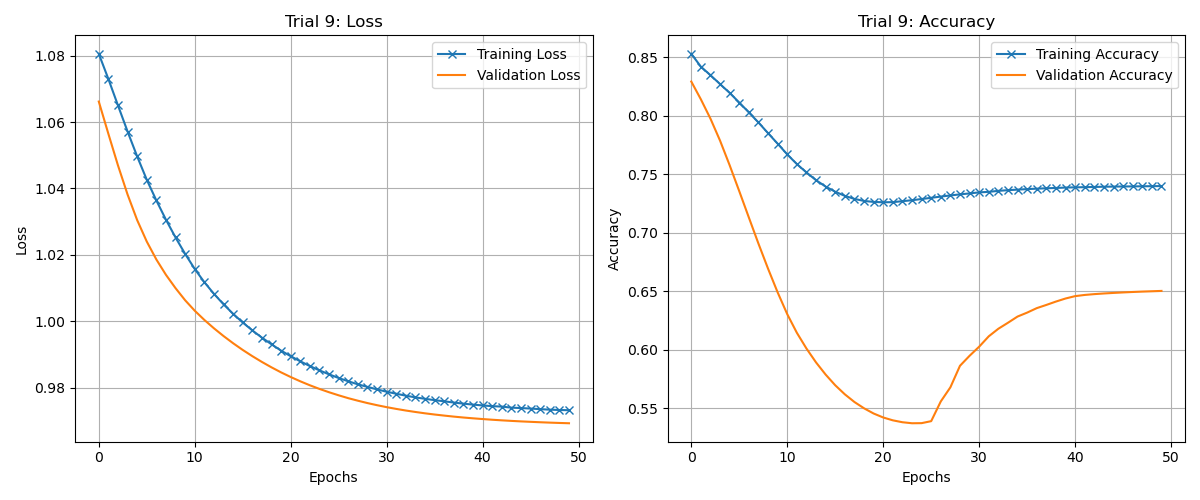 Trial 9: Loss
Training Loss
Validation Loss
1.08
1.06
1.04
1.02
1.00
0.98
Loss
0 10 20 30 40 50
Epochs
Trial 9: Accuracy
Training Accuracy
Validation Accuracy
0.85
0.80
0.75
0.70
0.65
0.60
0.55
Accuracy
0 10 20 30 40 50
Epochs